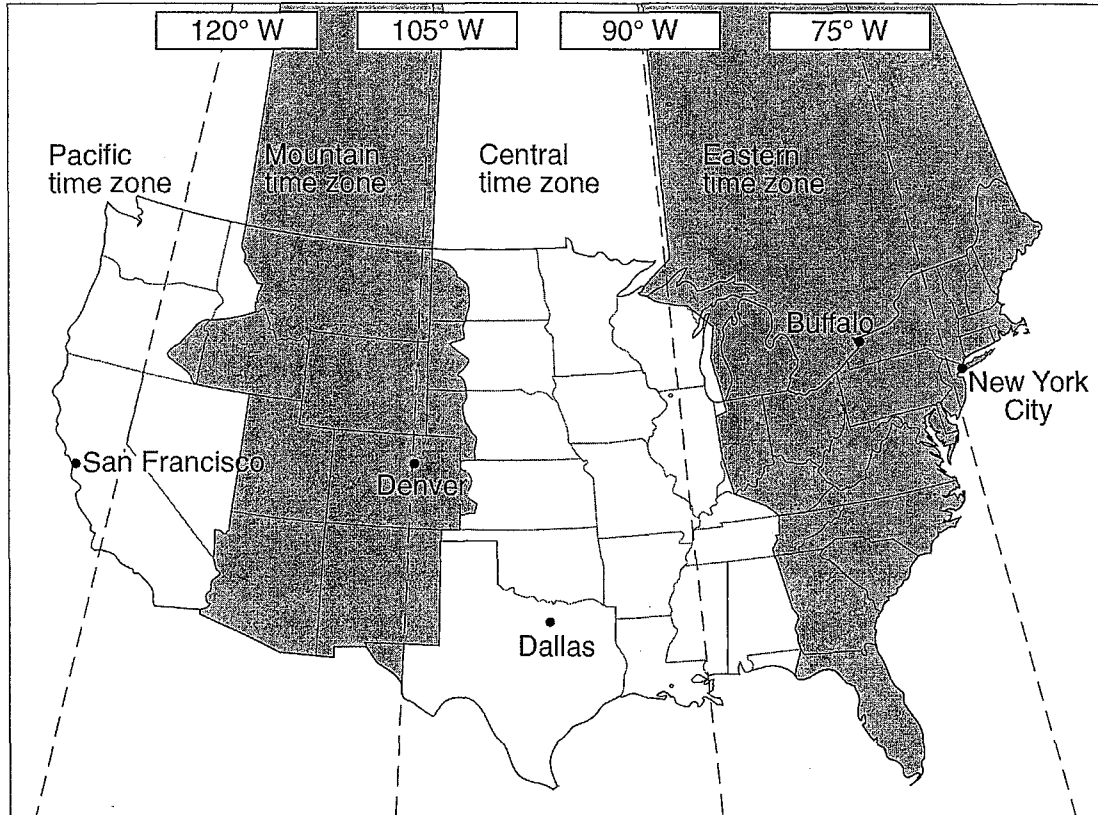 120° W
105° W
90° W
75° W
Pacific
time zone
Mountain
time zone
Central
time zone
Eastern
time zone
Buffalo
New York
City
San Francisco
Denver
Dallas